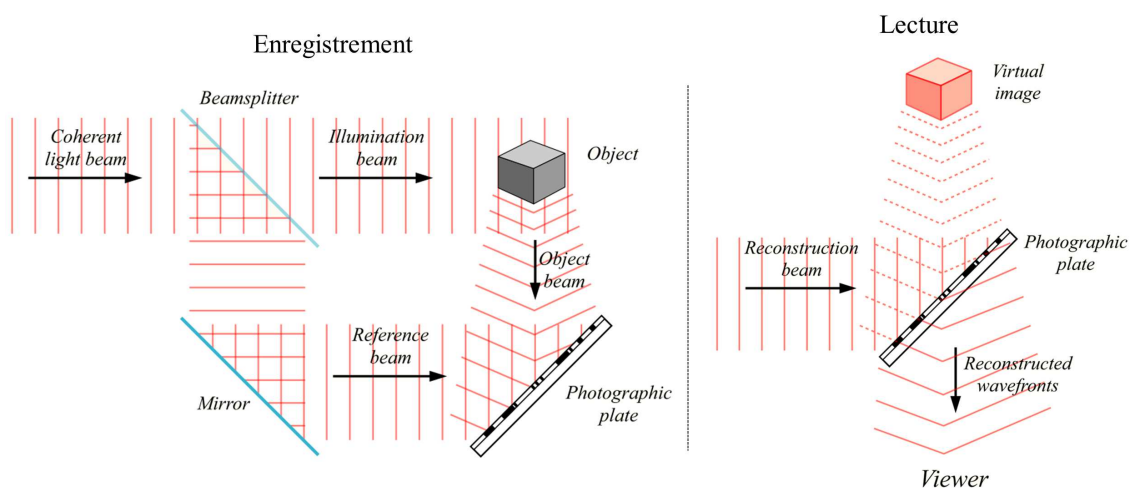 Enregistrement
Beamsplitter
Coherent
light beam
Illumination
beam
Object
Object
beam
Reference
beam
Mirror
Photographic
plate
Lecture
Virtual
image
Reconstruction
beam
Photographic
plate
Reconstructed
wavefronts
Viewer